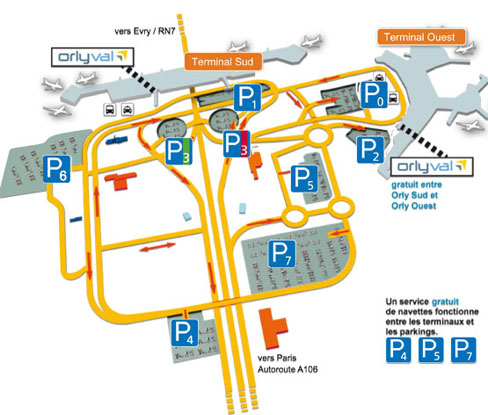 vers Evry / RN7
Terminal Ouest
orlyval
Terminal Sud
P1
P0
P3
P3
P2
P6
orlyval
gratuit entre
Orly Sud et
Orly Ouest
P5
P7
P4
Un service gratuit
de navettes fonctionne
entre les terminaux et
les parkings.
P4 P5 P7
vers Paris
Autoroute A106